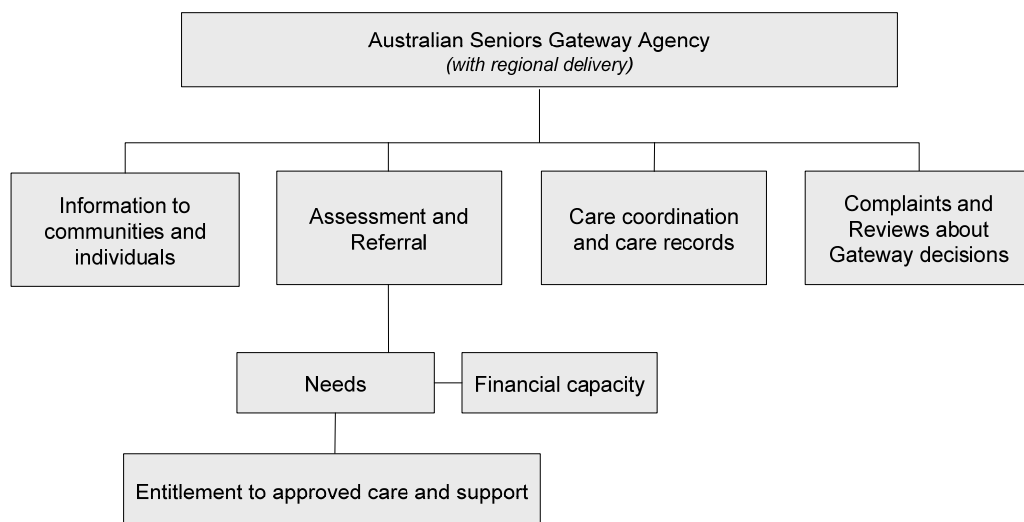 Australian Seniors Gateway Agency
(with regional delivery)
Information to
communities and
individuals
Assessment and
Referral
Care coordination
and care records
Complaints and
Reviews about
Gateway decisions
Needs
Financial capacity
Entitlement to approved care and support